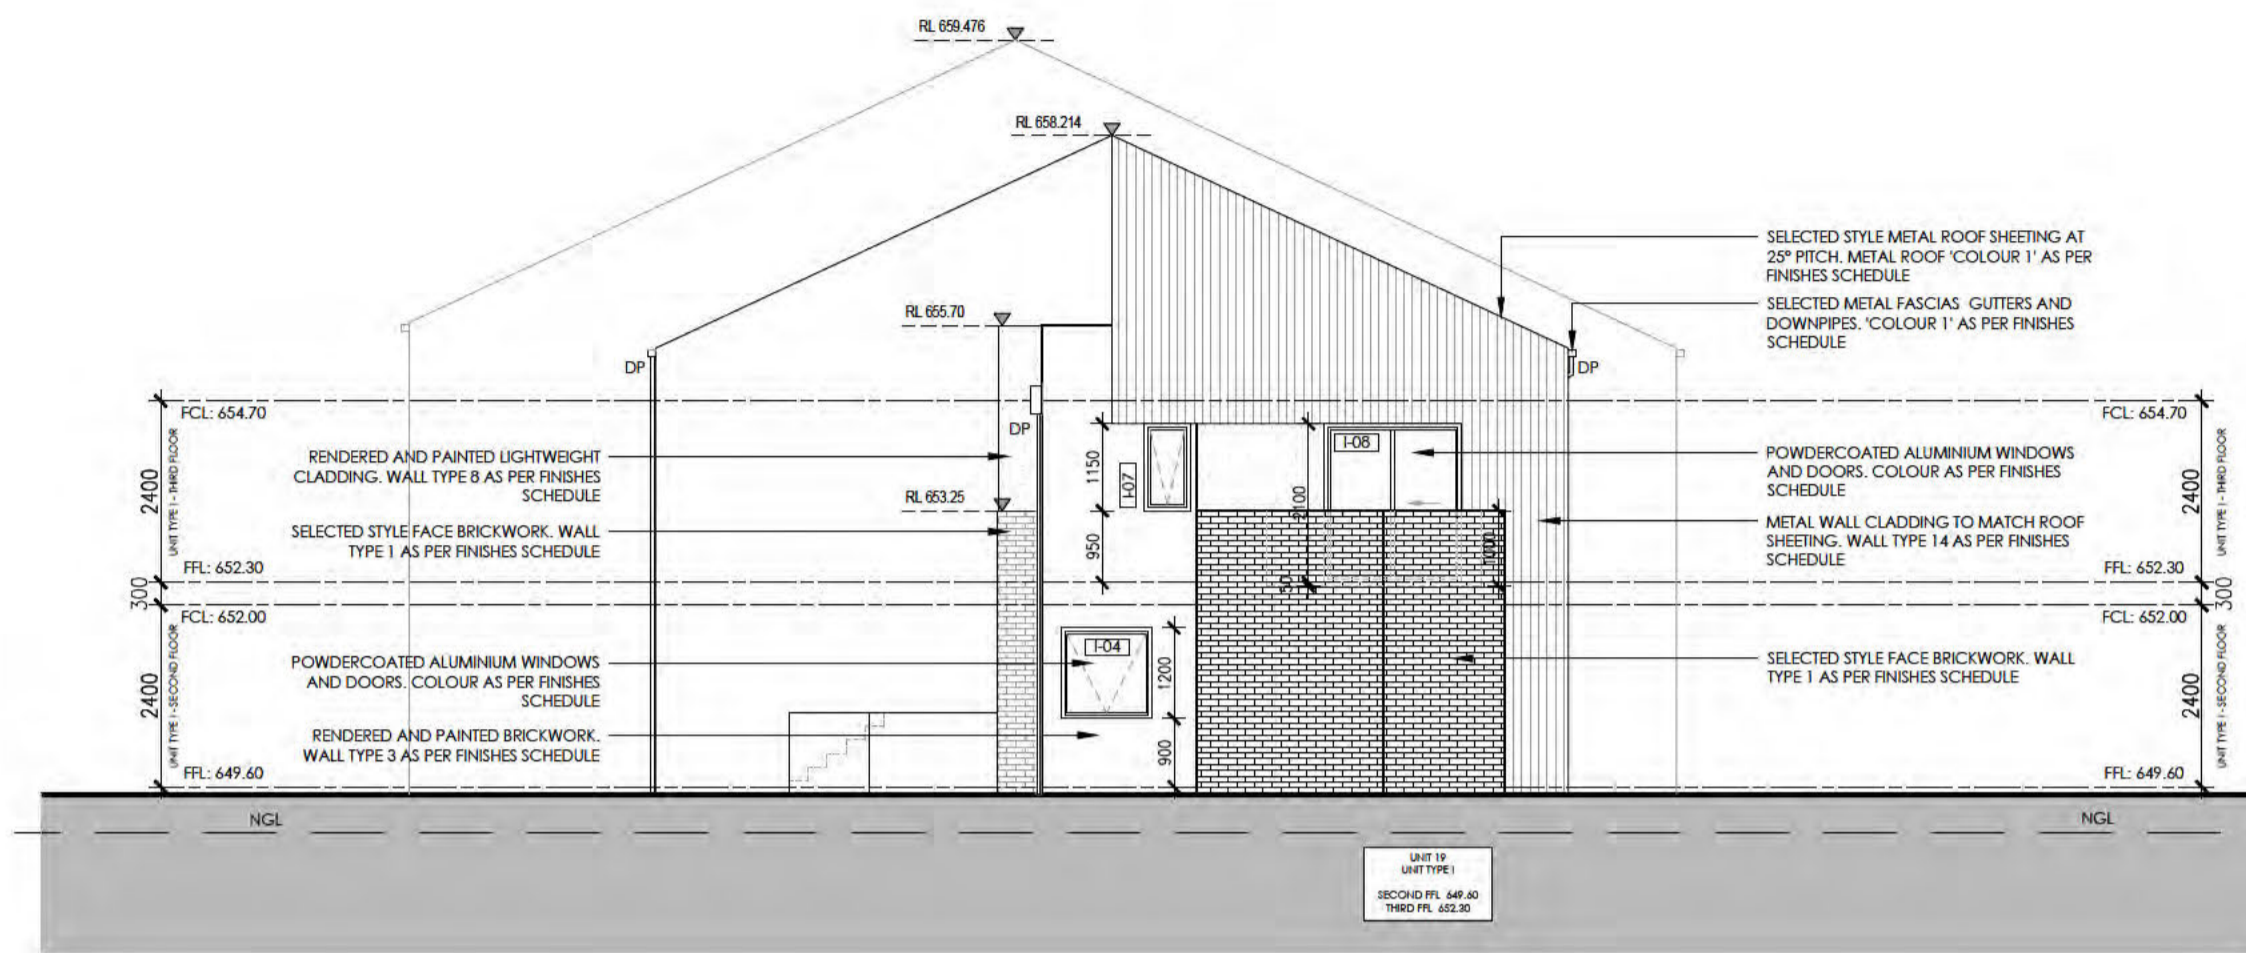 RL 659.476
RL 658.214
RL 655.70
RL 653.25
SELECTED STYLE METAL ROOF SHEETING AT
25° PITCH. METAL ROOF 'COLOUR 1' AS PER
FINISHES SCHEDULE
SELECTED METAL FASCIAS GUTTERS AND
DOWNPIPES. 'COLOUR 1' AS PER FINISHES
SCHEDULE
DP
DP
DP
FCL: 654.70
FCL: 654.70
RENDERED AND PAINTED LIGHTWEIGHT
CLADDING. WALL TYPE 8 AS PER FINISHES
SCHEDULE
SELECTED STYLE FACE BRICKWORK. WALL
TYPE 1 AS PER FINISHES SCHEDULE
POWDERCOATED ALUMINIUM WINDOWS
AND DOORS. COLOUR AS PER FINISHES
SCHEDULE
RENDERED AND PAINTED BRICKWORK.
WALL TYPE 3 AS PER FINISHES SCHEDULE
2400
UNIT TYPE I - THIRD FLOOR
FFL: 652.30
300
FCL: 652.00
2400
UNIT TYPE I - SECOND FLOOR
FFL: 649.60
I-07
I-08
I-04
1150
950
2100
50
1000
1200
900
POWDERCOATED ALUMINIUM WINDOWS
AND DOORS. COLOUR AS PER FINISHES
SCHEDULE
METAL WALL CLADDING TO MATCH ROOF
SHEETING. WALL TYPE 14 AS PER FINISHES
SCHEDULE
SELECTED STYLE FACE BRICKWORK. WALL
TYPE 1 AS PER FINISHES SCHEDULE
2400
UNIT TYPE I - THIRD FLOOR
FFL: 652.30
300
FCL: 652.00
2400
UNIT TYPE I - SECOND FLOOR
FFL: 649.60
NGL
NGL
UNIT 19
UNIT TYPE I
SECOND FFL 649.60
THIRD FFL 652.30